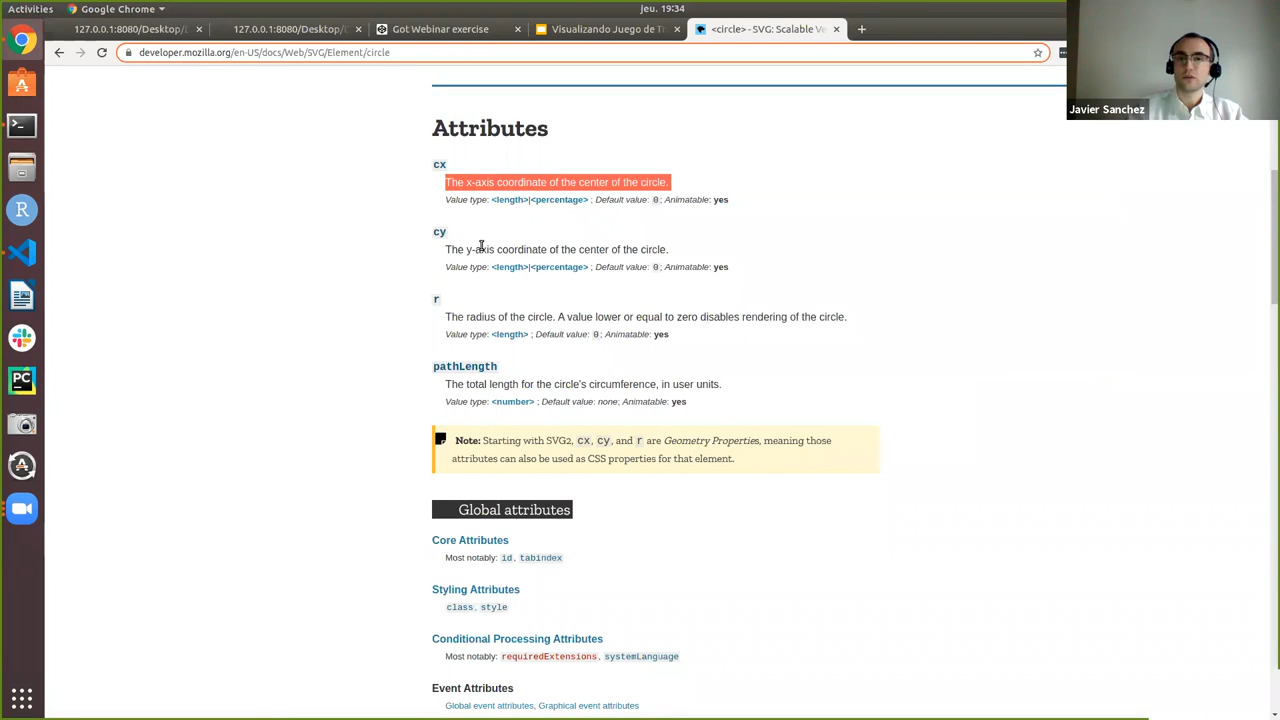 Activities Google Chrome jeu. 19:34
127.0.0.1:8080/Desktop/D 127.0.0.1:8080/Desktop/ Got Webinar exercise Visualizando Juego de T <circle> - SVG: Scalable Ve
developer.mozilla.org/en-US/docs/Web/SVG/Element/circle
Javier Sanchez
Attributes
cx
The x-axis coordinate of the center of the circle.
Value type: <length>|<percentage> ; Default value: 0; Animatable: yes
cy
The y-axis coordinate of the center of the circle.
Value type: <length>|<percentage> ; Default value: 0; Animatable: yes
r
The radius of the circle. A value lower or equal to zero disables rendering of the circle.
Value type: <length> ; Default value: 0; Animatable: yes
pathLength
The total length for the circle's circumference, in user units.
Value type: <number> ; Default value: none; Animatable: yes
Note: Starting with SVG2, cx, cy, and r are Geometry Properties, meaning those
attributes can also be used as CSS properties for that element.
Global attributes
Core Attributes
Most notably: id, tabindex
Styling Attributes
class, style
Conditional Processing Attributes
Most notably: requiredExtensions, systemLanguage
Event Attributes
Global event attributes, Graphical event attributes